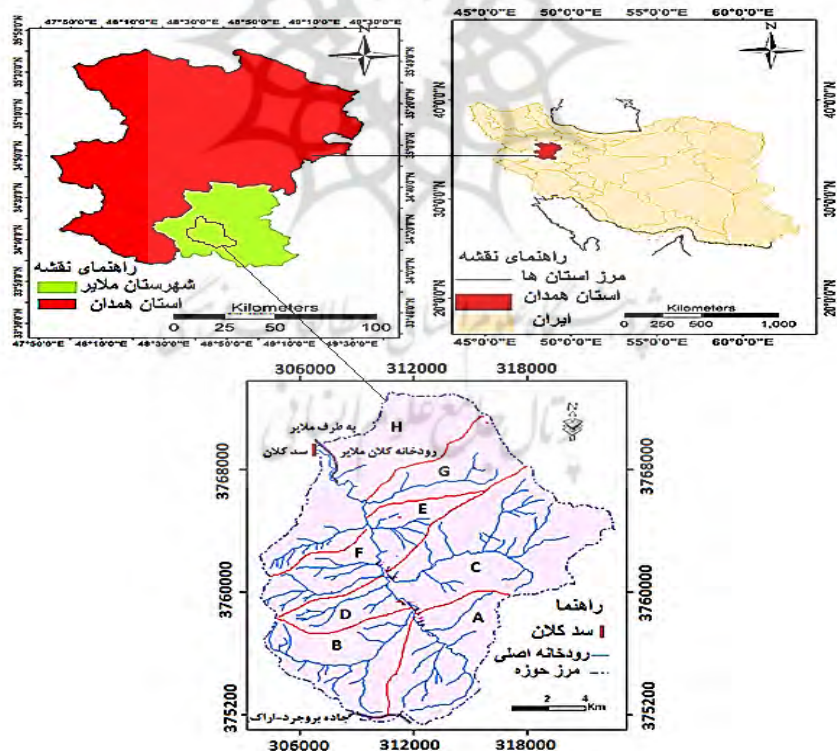 47°50'0"E 48°10'0"E 48°30'0"E 48°50'0"E 49°10'0"E 49°30'0"E
N
راهنمای نقشه
شهرستان ملایر
استان همدان
Kilometers
0 25 50 100
47°50'0"E 48°10'0"E 48°30'0"E 48°50'0"E 49°10'0"E 49°30'0"E
45°0'0"E 50°0'0"E 55°0'0"E 60°0'0"E
N
40°0'0"N
30°0'0"N
20°0'0"N
راهنمای نقشه
مرز استان ها
استان همدان
ایران
Kilometers
0 250 500 1,000
45°0'0"E 50°0'0"E 55°0'0"E 60°0'0"E
306000 312000 318000
H
به طرف ملایر
سد کلان
رودخانه کلان ملایر
3768000
3768000
G
E
F
C
3760000
3760000
D
A
B
راهنما
سد کلان
رودخانه اصلی
مرز حوزه
2 4
Km
375200
375200
جاده بروجرد-اراک
306000 312000 318000